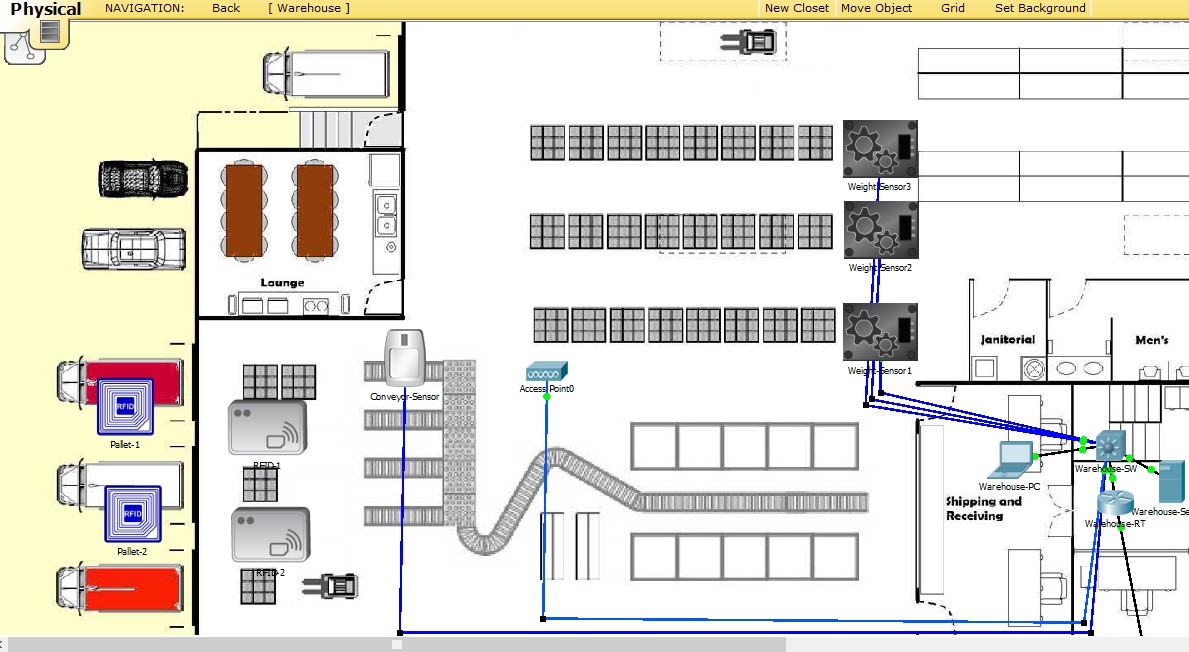 Physical
NAVIGATION:
Back
[ Warehouse ]
New Closet
Move Object
Grid
Set Background
Weight-Sensor3
Weight-Sensor2
Lounge
Janitorial
Men's
Weight-Sensor1
Access Point0
Conveyor-Sensor
RFID
Pallet-1
RFID-1
Warehouse-SW
Warehouse-PC
Shipping and
Receiving
Warehouse-Se
Warehouse-RT
RFID
Pallet-2
RFID-2